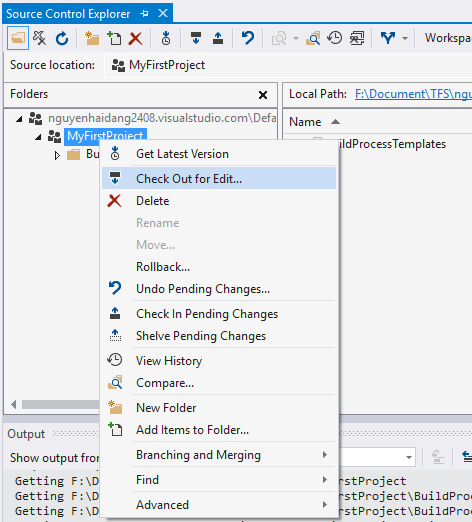 Source Control Explorer
Workspa
Source location: MyFirstProject
Folders
Local Path: F:\Document\TFS\ngu
nguyenhaidang2408.visualstudio.com\Defa
Name
MyFirstProject
Bu
ildProcessTemplates
Get Latest Version
Check Out for Edit...
Delete
Rename
Move...
Rollback...
Undo Pending Changes...
Check In Pending Changes
Shelve Pending Changes
View History
Compare...
New Folder
Add Items to Folder...
Branching and Merging
Find
Advanced
Output
Show output from
Getting F:\D rstProject
Getting F:\D rstProject\BuildProc
Getting F:\D rstProject\BuildProc